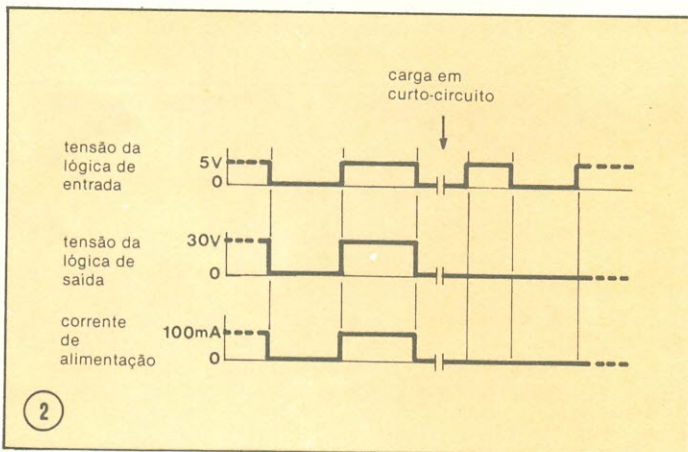 carga em
curto-circuito
tensão da
lógica de
entrada
5V
0
tensão da
lógica de
saída
30V
0
corrente
de
alimentação
100mA
0
2